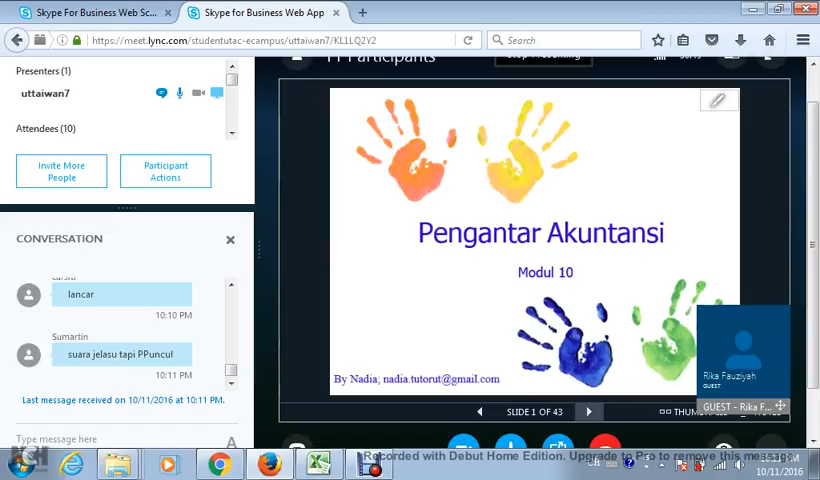 Skype For Business Web Sc...
Skype for Business Web App
https://meet.lync.com/studentutac-ecampus/uttaiwan7/KL1LQ2Y2
Search
Presenters (1)
uttaiwan7
Attendees (10)
Invite More People
Participant Actions
CONVERSATION
lancar
10:10 PM
Sumartin
suara jelasu tapi PPuncul
10:11 PM
Last message received on 10/11/2016 at 10:11 PM.
Type message here
Participants
Stop Presenting
Pengantar Akuntansi
Modul 10
By Nadia; nadia.tutorut@gmail.com
Rika Fauziyah
GUEST
GUEST - Rika F...
SLIDE 1 OF 43
Recorded with Debut Home Edition. Upgrade to Pro to remove this message
CH
10/11/2016